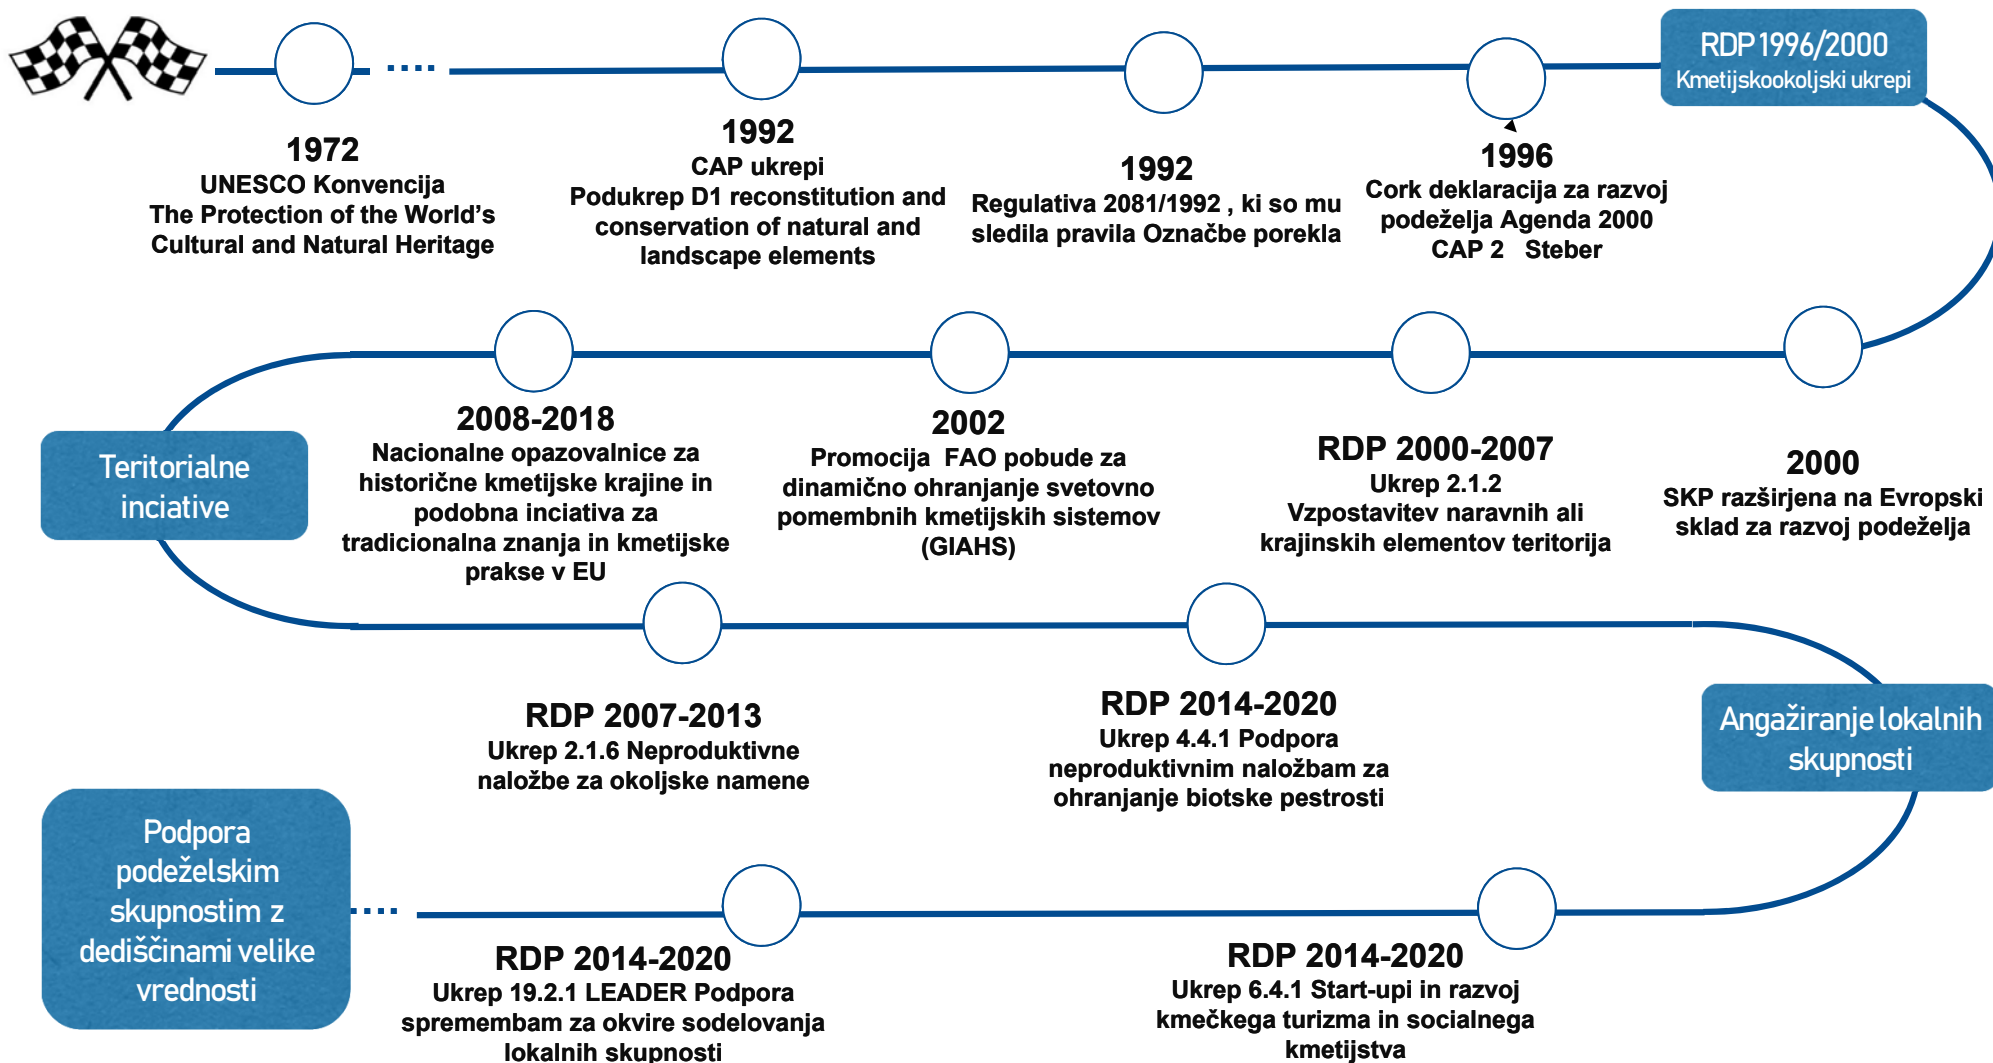 1972
UNESCO Konvencija
The Protection of the World's
Cultural and Natural Heritage
1992
CAP ukrepi
Podukrep D1 reconstitution and
conservation of natural and
landscape elements
1992
Regulativa 2081/1992 , ki so mu
sledila pravila Označbe porekla
1996
Cork deklaracija za razvoj
podeželja Agenda 2000
CAP 2 Steber
RDP 1996/2000
Kmetijskookoljski ukrepi
2000
SKP razširjena na Evropski
sklad za razvoj podeželja
RDP 2000-2007
Ukrep 2.1.2
Vzpostavitev naravnih ali
krajinskih elementov teritorija
2002
Promocija FAO pobude za
dinamično ohranjanje svetovno
pomembnih kmetijskih sistemov
(GIAHS)
2008-2018
Nacionalne opazovalnice za
historične kmetijske krajine in
podobna inciativa za
tradicionalna znanja in kmetijske
prakse v EU
Teritorialne
inciative
RDP 2007-2013
Ukrep 2.1.6 Neproduktivne
naložbe za okoljske namene
RDP 2014-2020
Ukrep 4.4.1 Podpora
neproduktivnim naložbam za
ohranjanje biotske pestrosti
Angažiranje lokalnih
skupnosti
RDP 2014-2020
Ukrep 6.4.1 Start-upi in razvoj
kmečkega turizma in socialnega
kmetijstva
RDP 2014-2020
Ukrep 19.2.1 LEADER Podpora
spremembam za okvire sodelovanja
lokalnih skupnosti
Podpora
podeželskim
skupnostim z
dediščinami velike
vrednosti